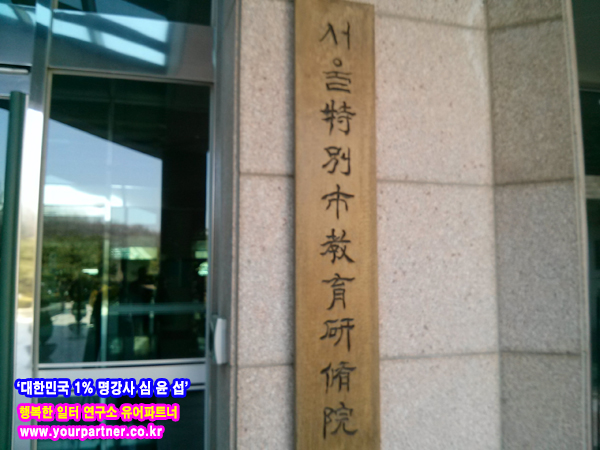 서울特別市教育硏修院
‘대한민국 1% 명강사 심 윤 섭’
행복한 일터 연구소 유어파트너
www.yourpartner.co.kr